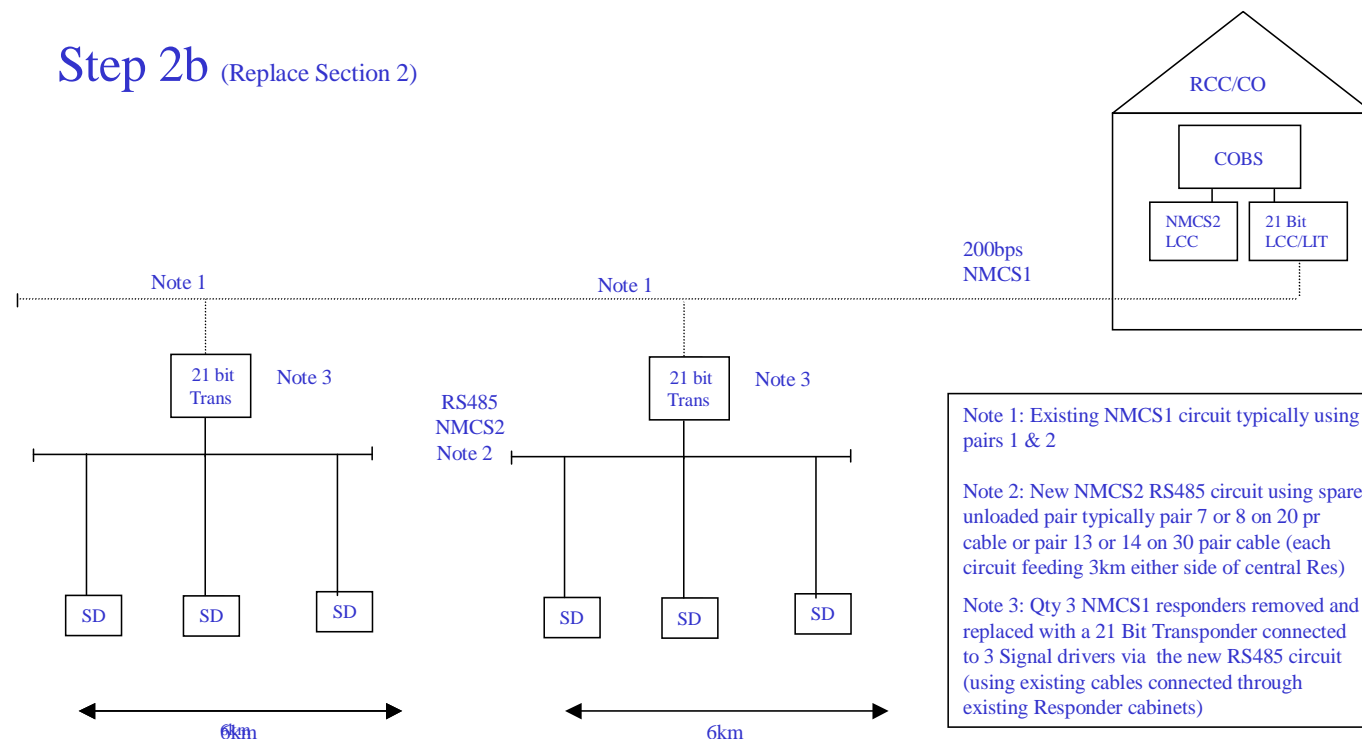 Step 2b (Replace Section 2)
RCC/CO
COBS
NMCS2
LCC
21 Bit
LCC/LIT
200bps
NMCS1
Note 1
Note 1
21 bit
Trans
Note 3
21 bit
Trans
Note 3
RS485
NMCS2
Note 2
SD
SD
SD
SD
SD
SD
6km
6km
Note 1: Existing NMCS1 circuit typically using
pairs 1 & 2
Note 2: New NMCS2 RS485 circuit using spare
unloaded pair typically pair 7 or 8 on 20 pr
cable or pair 13 or 14 on 30 pair cable (each
circuit feeding 3km either side of central Res)
Note 3: Qty 3 NMCS1 responders removed and
replaced with a 21 Bit Transponder connected
to 3 Signal drivers via the new RS485 circuit
(using existing cables connected through
existing Responder cabinets)